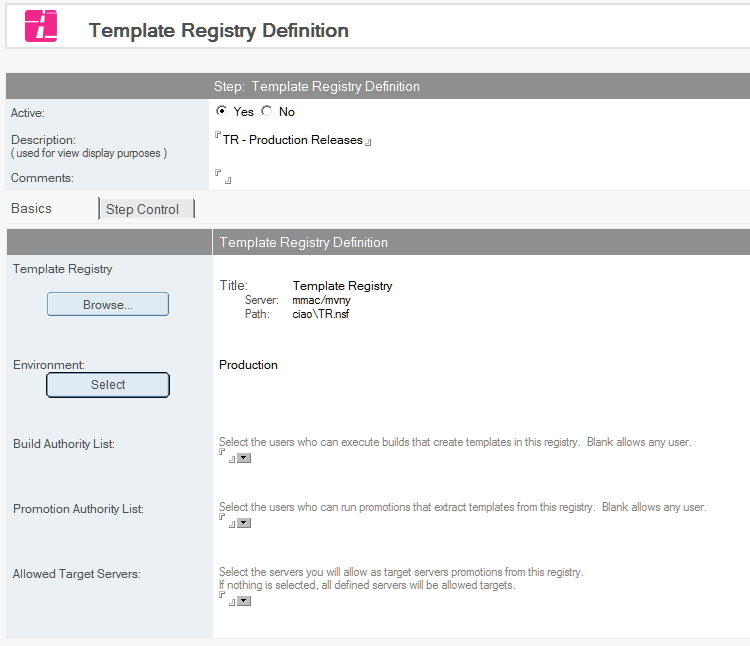 Template Registry Definition
Step: Template Registry Definition
Active: Yes No
Description: TR - Production Releases
( used for view display purposes )
Comments:
Basics Step Control
Template Registry Definition
Template Registry
Title: Template Registry
Server: mmac/mvny
Browse...
Path: ciao\TR.nsf
Environment: Production
Select
Build Authority List: Select the users who can execute builds that create templates in this registry. Blank allows any user.
Promotion Authority List: Select the users who can run promotions that extract templates from this registry. Blank allows any user.
Allowed Target Servers: Select the servers you will allow as target servers promotions from this registry.
If nothing is selected, all defined servers will be allowed targets.